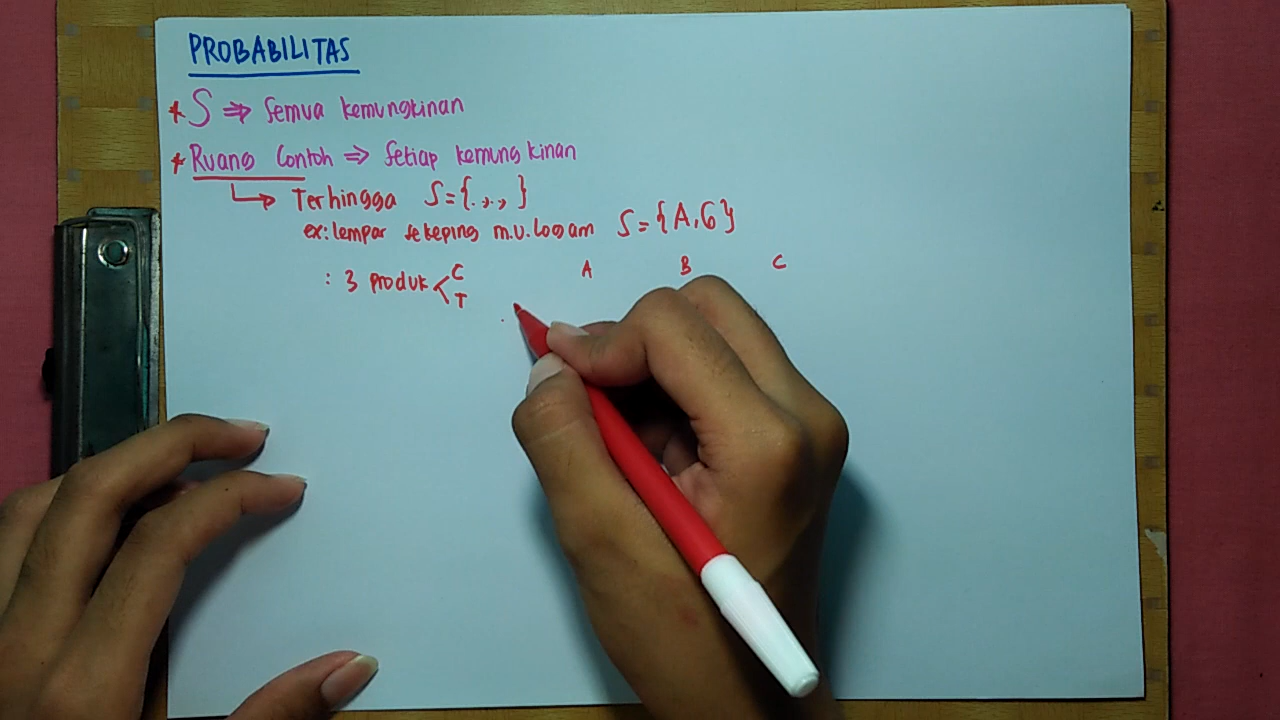 PROBABILITAS
* S ⇒ Semua kemungkinan
* Ruang Contoh ⇒ Setiap kemungkinan
↳ Terhingga S={.,.,}
ex: lempar sekeping m.u.logam S={A,G}
: 3 produk < C A B C
T